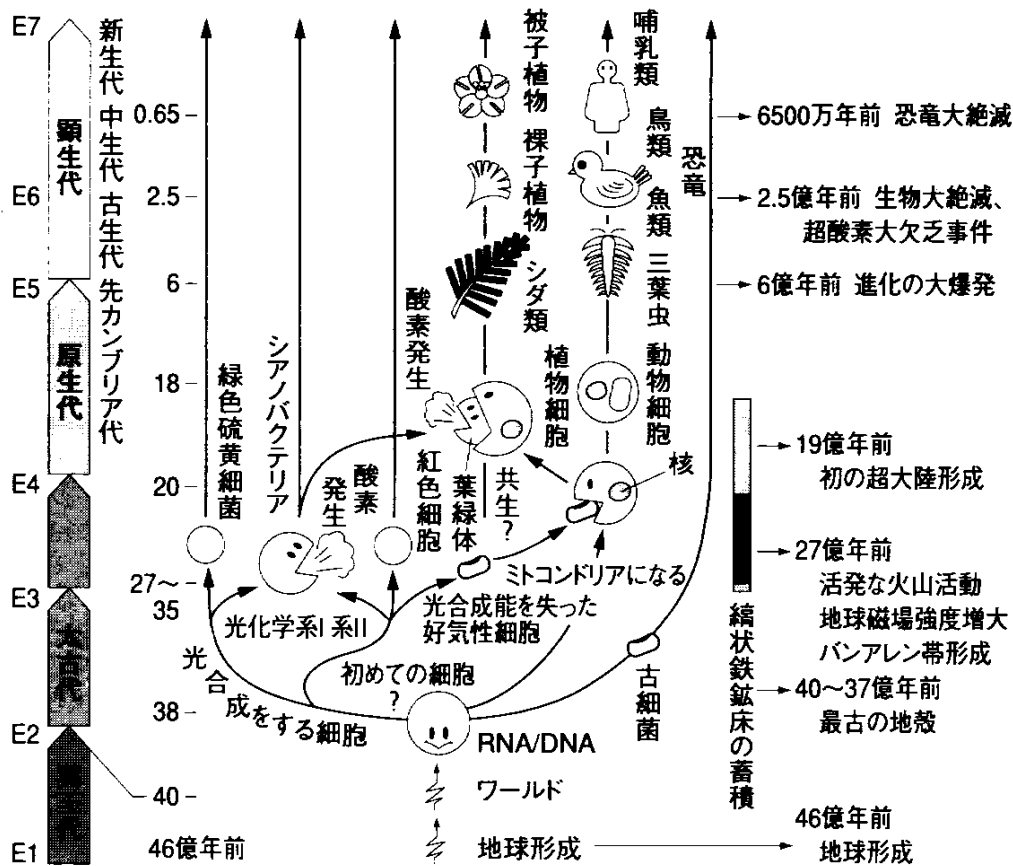 E7
E6
E5
E4
E3
E2
E1
顕生代
原生代
太古代
新生代
中生代
古生代
先カンブリア代
0.65
2.5
6
18
20
27～
35
38
40
46億年前
緑色硫黄細菌
シアノバクテリア
酸素
発生
酸素発生
紅色細胞
葉緑体
共生？
植物細胞
動物細胞
核
被子植物
裸子植物
シダ類
哺乳類
鳥類
魚類
三葉虫
恐竜
光化学系I 系II
ミトコンドリアになる
光合成能を失った
好気性細胞
光合成をする細胞
初めての細胞
？
古細菌
RNA/DNA
ワールド
地球形成
縞状鉄鉱床の蓄積
6500万年前 恐竜大絶滅
2.5億年前 生物大絶滅、
超酸素大欠乏事件
6億年前 進化の大爆発
19億年前
初の超大陸形成
27億年前
活発な火山活動
地球磁場強度増大
バンアレン帯形成
40～37億年前
最古の地殻
46億年前
地球形成